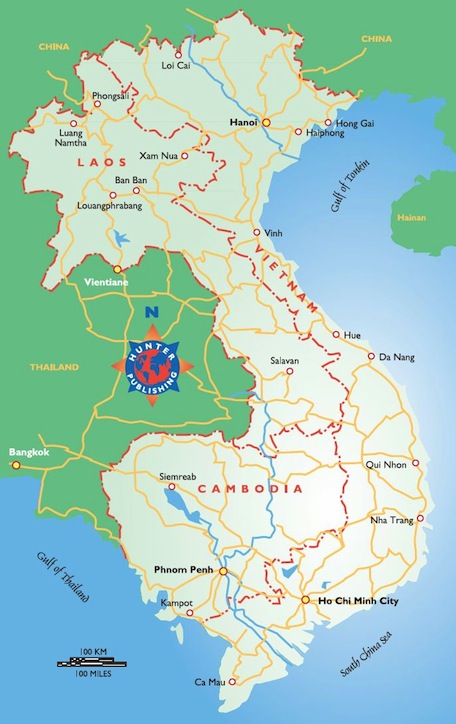 CHINA
CHINA
Loi Cai
Phongsali
Hanoi
Hong Gai
Haiphong
Luang
Namtha
LAOS
Xam Nua
Gulf of Tonkin
Ban Ban
Louangphrabang
Hainan
Vinh
VIETNAM
Vientiane
N
HUNTER
PUBLISHING
Hue
Da Nang
THAILAND
Salavan
Bangkok
Qui Nhon
Siemreab
CAMBODIA
Nha Trang
Gulf of Thailand
Phnom Penh
Kampot
Ho Chi Minh City
South China Sea
100 KM
100 MILES
Ca Mau